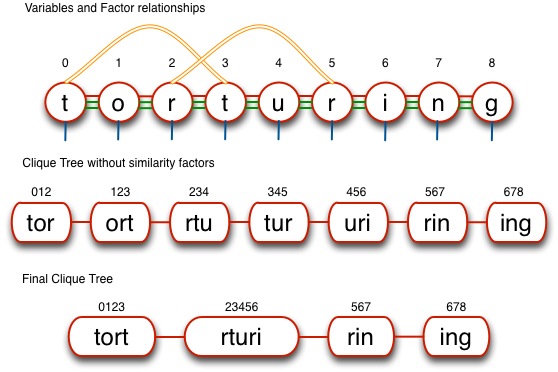 Variables and Factor relationships
0 1 2 3 4 5 6 7 8
t o r t u r i n g
Clique Tree without similarity factors
012 123 234 345 456 567 678
tor ort rtu tur uri rin ing
Final Clique Tree
0123 23456 567 678
tort rturi rin ing